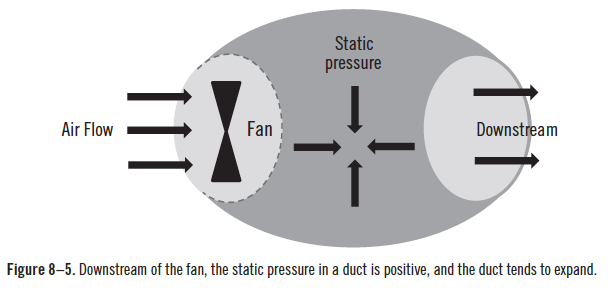 Static
pressure
Air Flow
Fan
Downstream
Figure 8–5. Downstream of the fan, the static pressure in a duct is positive, and the duct tends to expand.